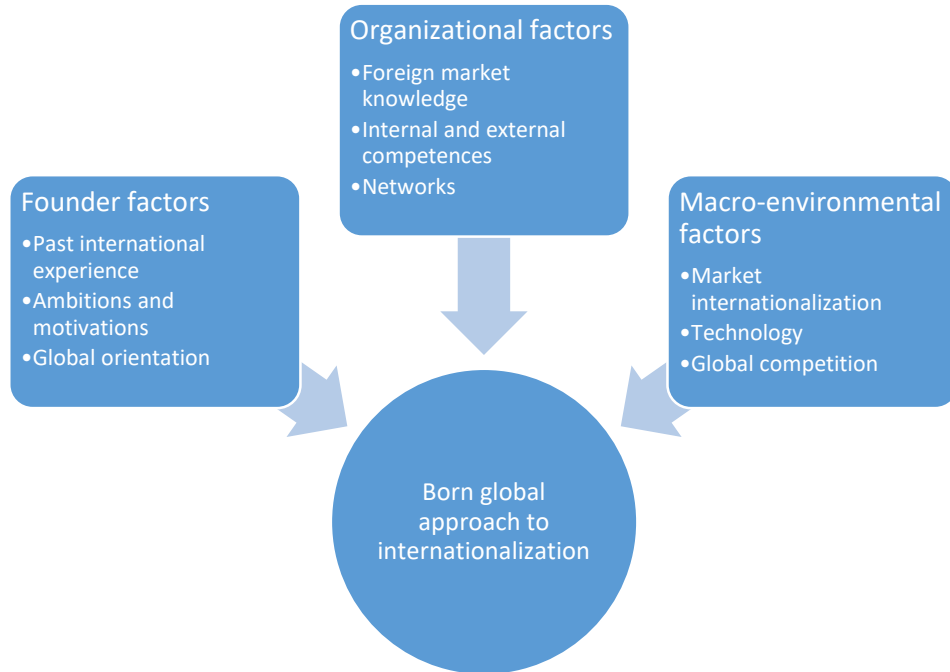 Organizational factors
•Foreign market
knowledge
•Internal and external
competences
•Networks
Founder factors
•Past international
experience
•Ambitions and
motivations
•Global orientation
Macro-environmental
factors
•Market
internationalization
•Technology
•Global competition
Born global
approach to
internationalization